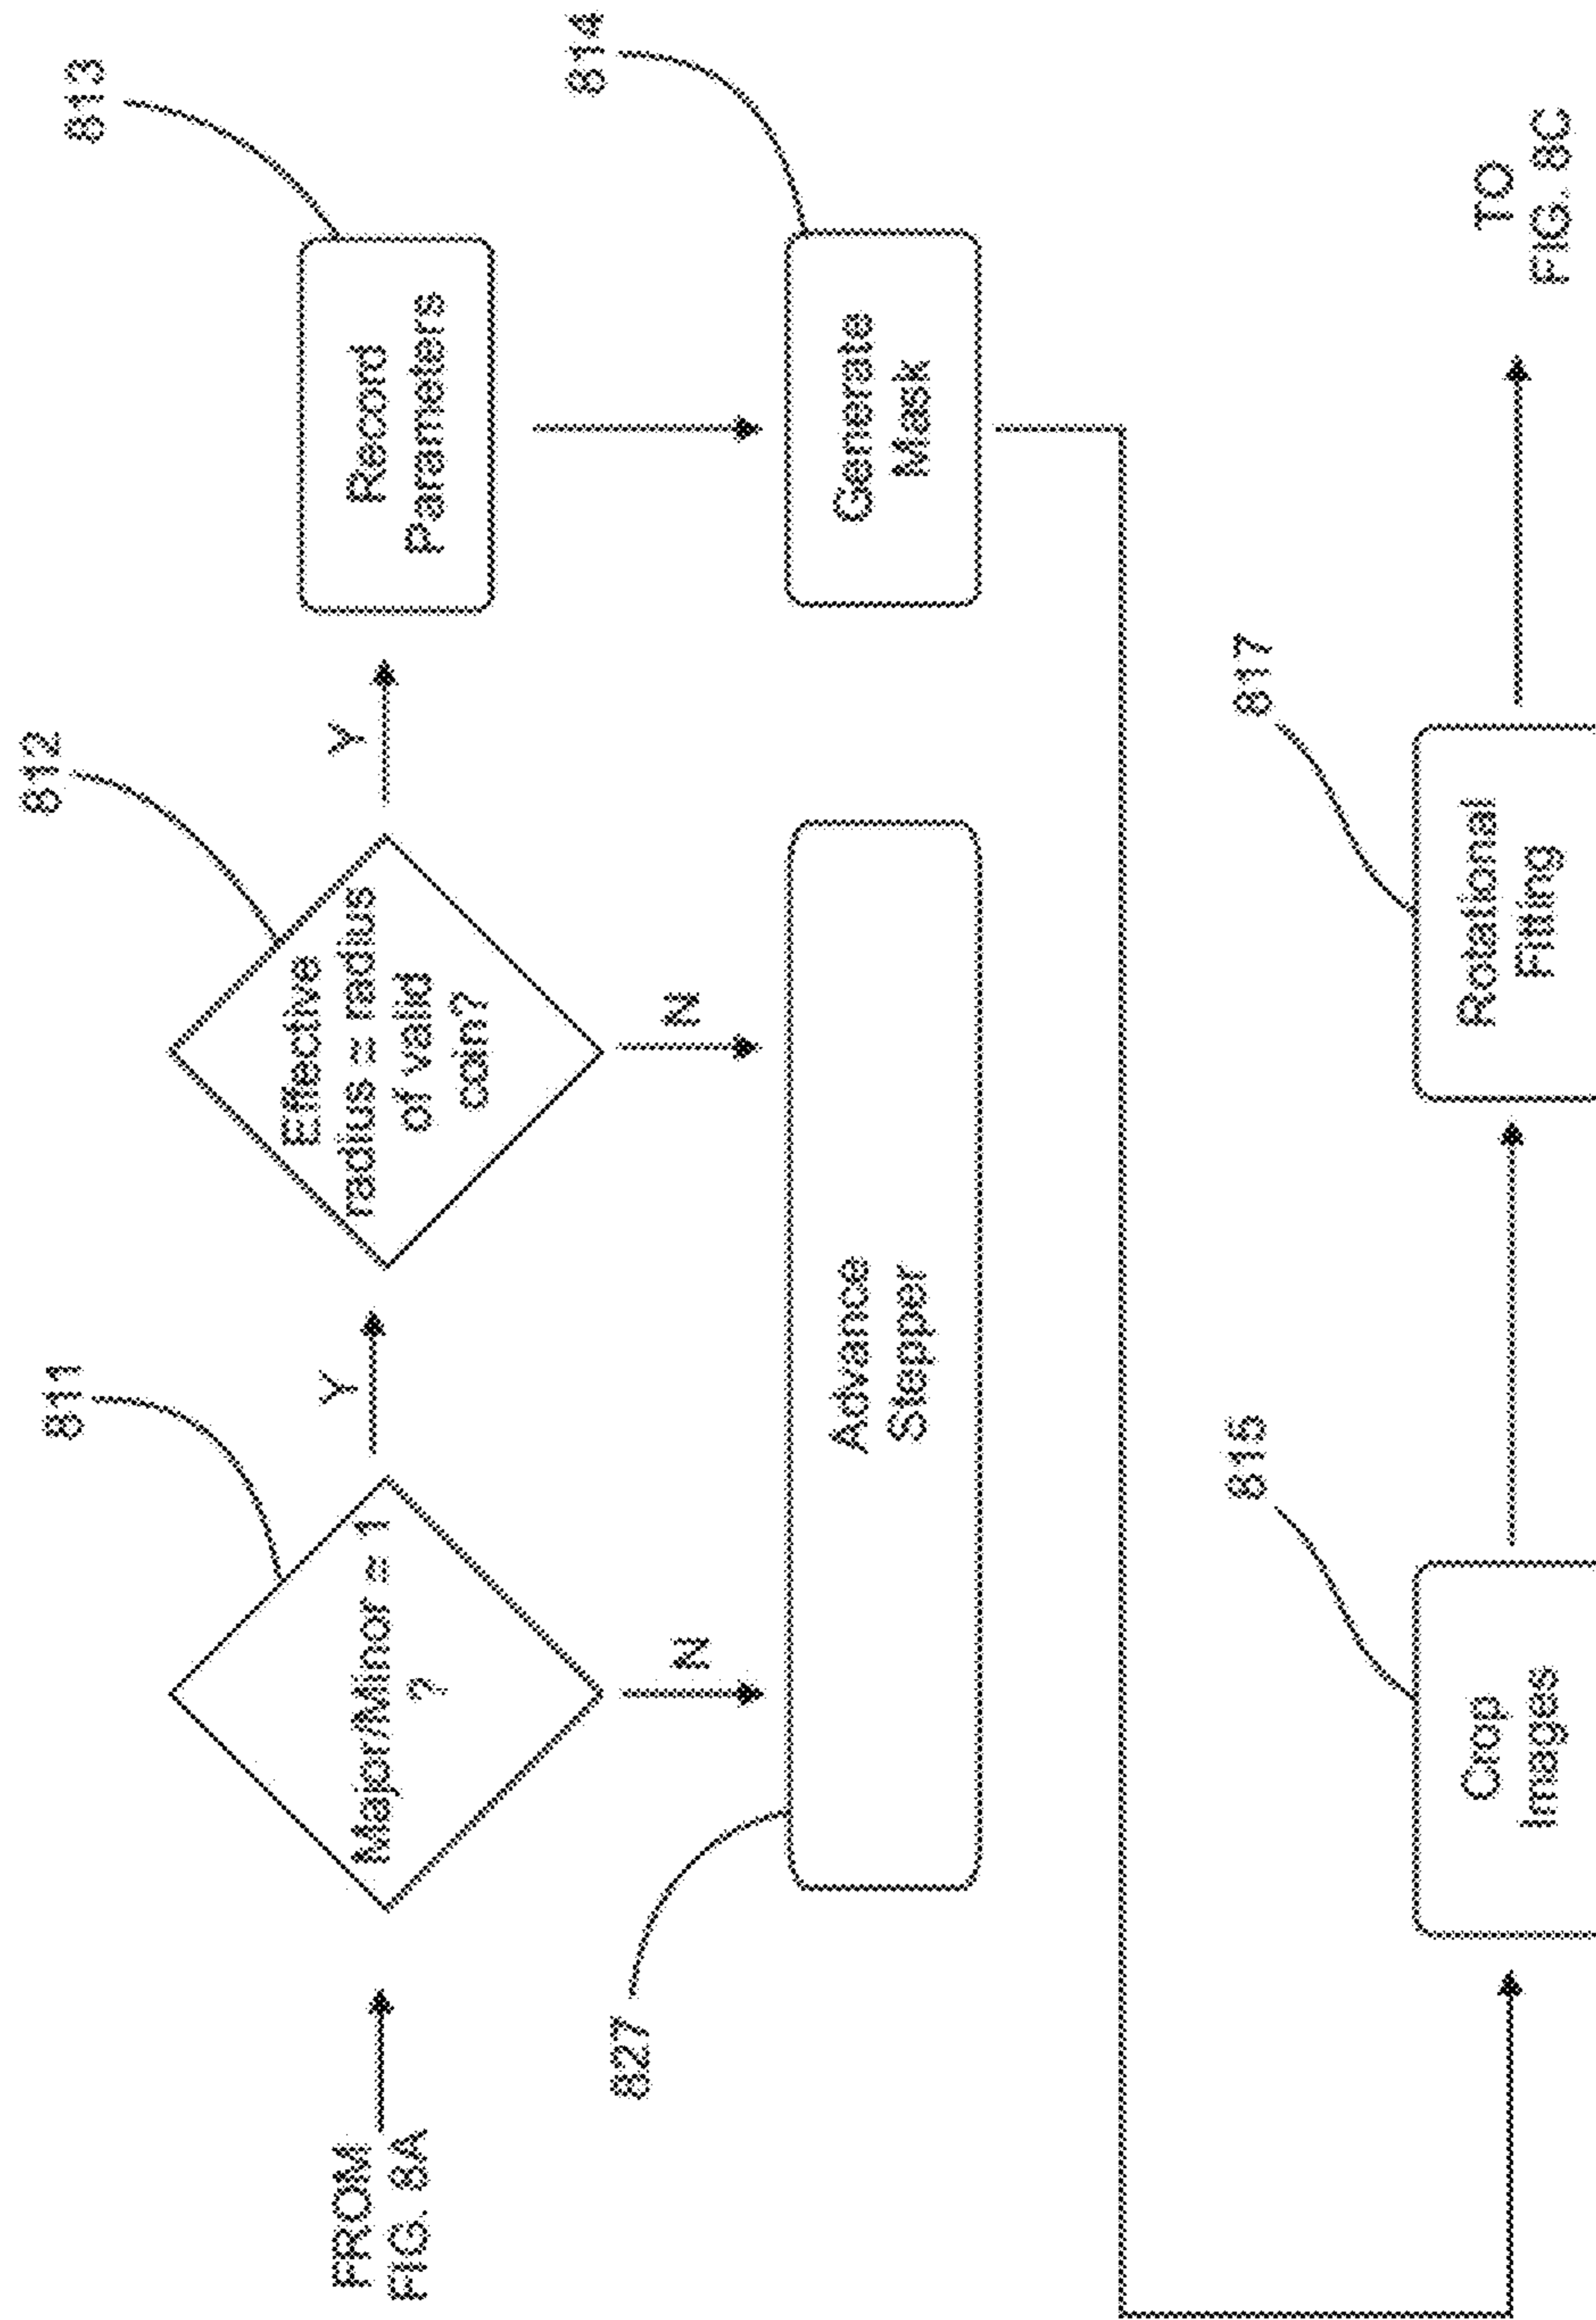 811
812
813
FROM
FIG. 8A
Major/Minor = 1
?
Y
Effective
radius = radius
of valid
coin?
Y
Record
Parameters
N
N
814
827
Advance
Stepper
Generate
Mask
815
817
Crop
Images
Rotational
Fitting
TO
FIG. 8C